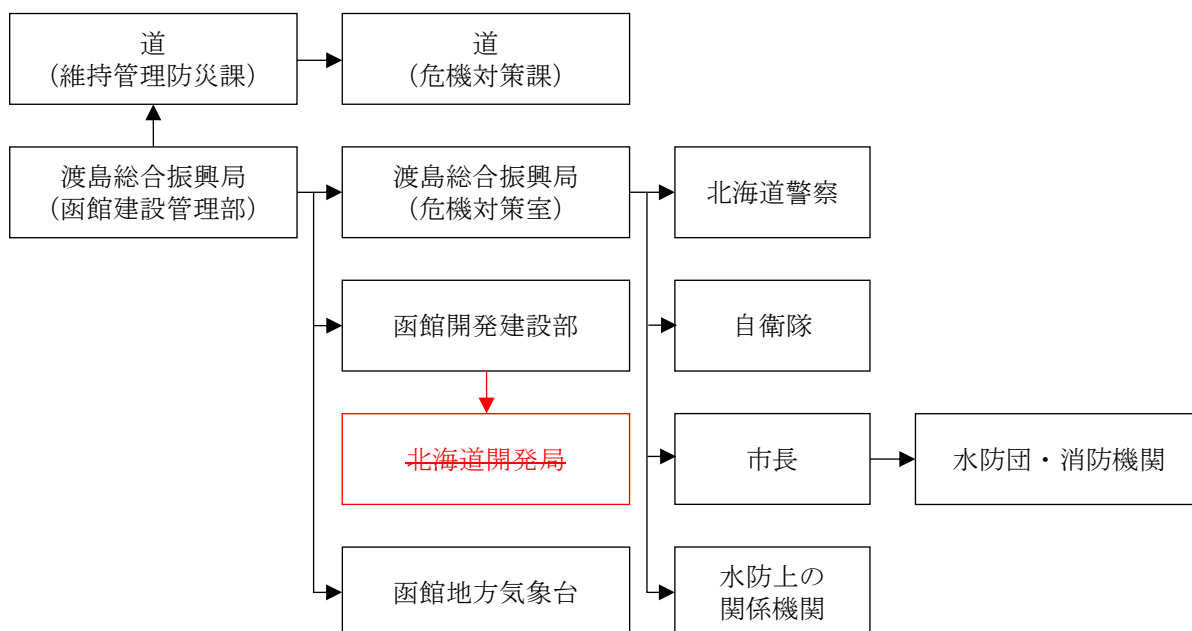 道
（維持管理防災課）
道
（危機対策課）
渡島総合振興局
（函館建設管理部）
渡島総合振興局
（危機対策室）
北海道警察
函館開発建設部
自衛隊
北海道開発局
市長
水防団・消防機関
函館地方気象台
水防上の
関係機関